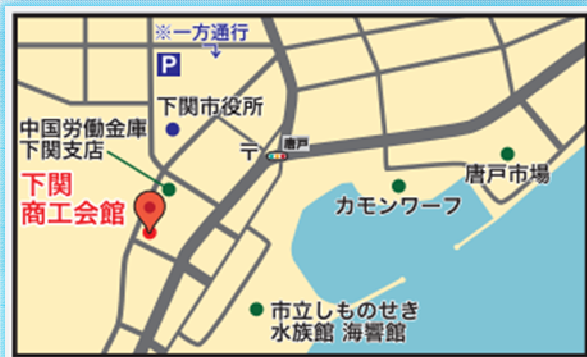 ※一方通行
P
下関市役所
中国労働金庫
下関支店
〒
唐戸
下関
商工会館
カモンワーフ
唐戸市場
市立しものせき
水族館 海響館